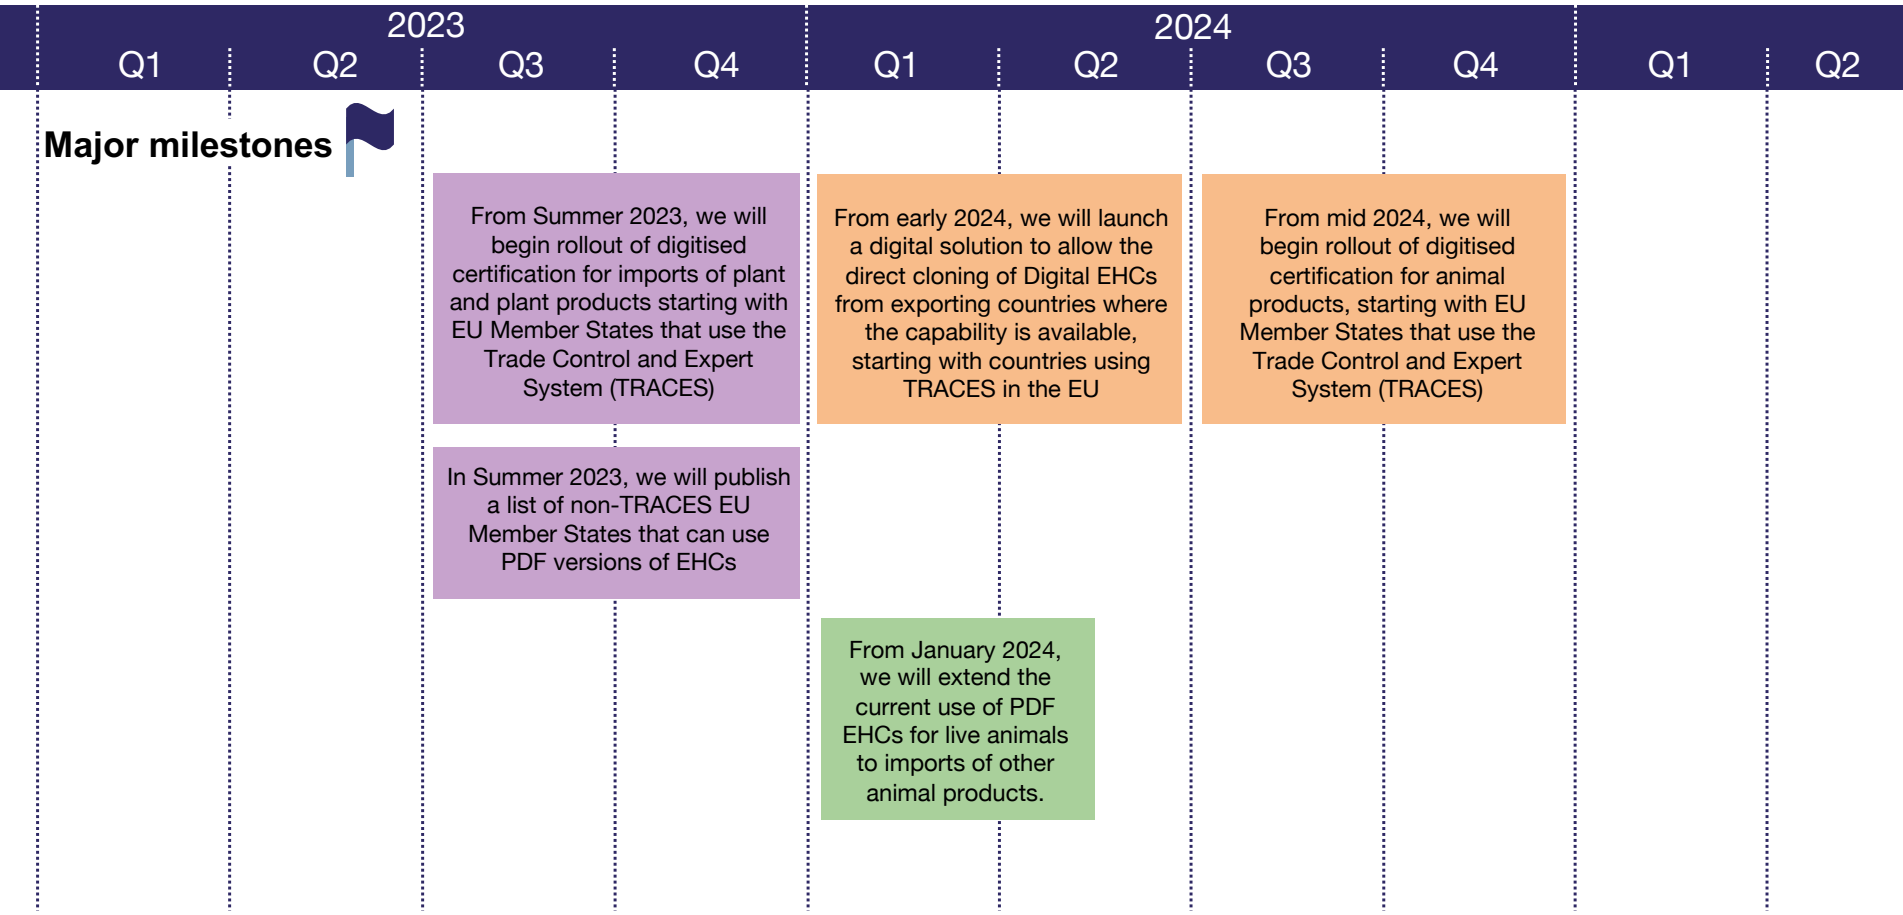 2023
2024
Q1
Q2
Q3
Q4
Q1
Q2
Q3
Q4
Q1
Q2
Major milestones
From Summer 2023, we will
begin rollout of digitised
certification for imports of plant
and plant products starting with
EU Member States that use the
Trade Control and Expert
System (TRACES)
From early 2024, we will launch
a digital solution to allow the
direct cloning of Digital EHCs
from exporting countries where
the capability is available,
starting with countries using
TRACES in the EU
From mid 2024, we will
begin rollout of digitised
certification for animal
products, starting with EU
Member States that use the
Trade Control and Expert
System (TRACES)
In Summer 2023, we will publish
a list of non-TRACES EU
Member States that can use
PDF versions of EHCs
From January 2024,
we will extend the
current use of PDF
EHCs for live animals
to imports of other
animal products.